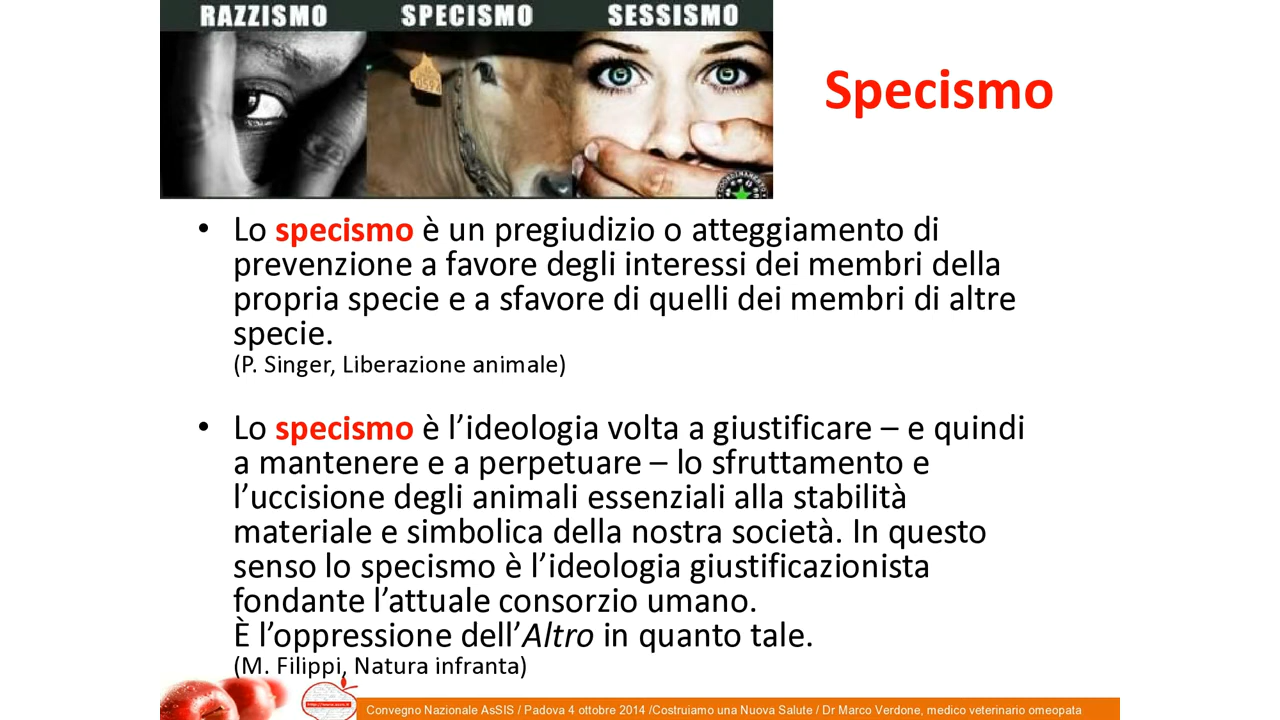 RAZZISMO SPECISMO SESSISMO
Specismo
• Lo specismo è un pregiudizio o atteggiamento di
prevenzione a favore degli interessi dei membri della
propria specie e a sfavore di quelli dei membri di altre
specie.
(P. Singer, Liberazione animale)
• Lo specismo è l’ideologia volta a giustificare – e quindi
a mantenere e a perpetuare – lo sfruttamento e
l’uccisione degli animali essenziali alla stabilità
materiale e simbolica della nostra società. In questo
senso lo specismo è l’ideologia giustificazionista
fondante l’attuale consorzio umano.
È l’oppressione dell’Altro in quanto tale.
(M. Filippi, Natura infranta)
Convegno Nazionale AsSIS / Padova 4 ottobre 2014 /Costruiamo una Nuova Salute / Dr Marco Verdone, medico veterinario omeopata